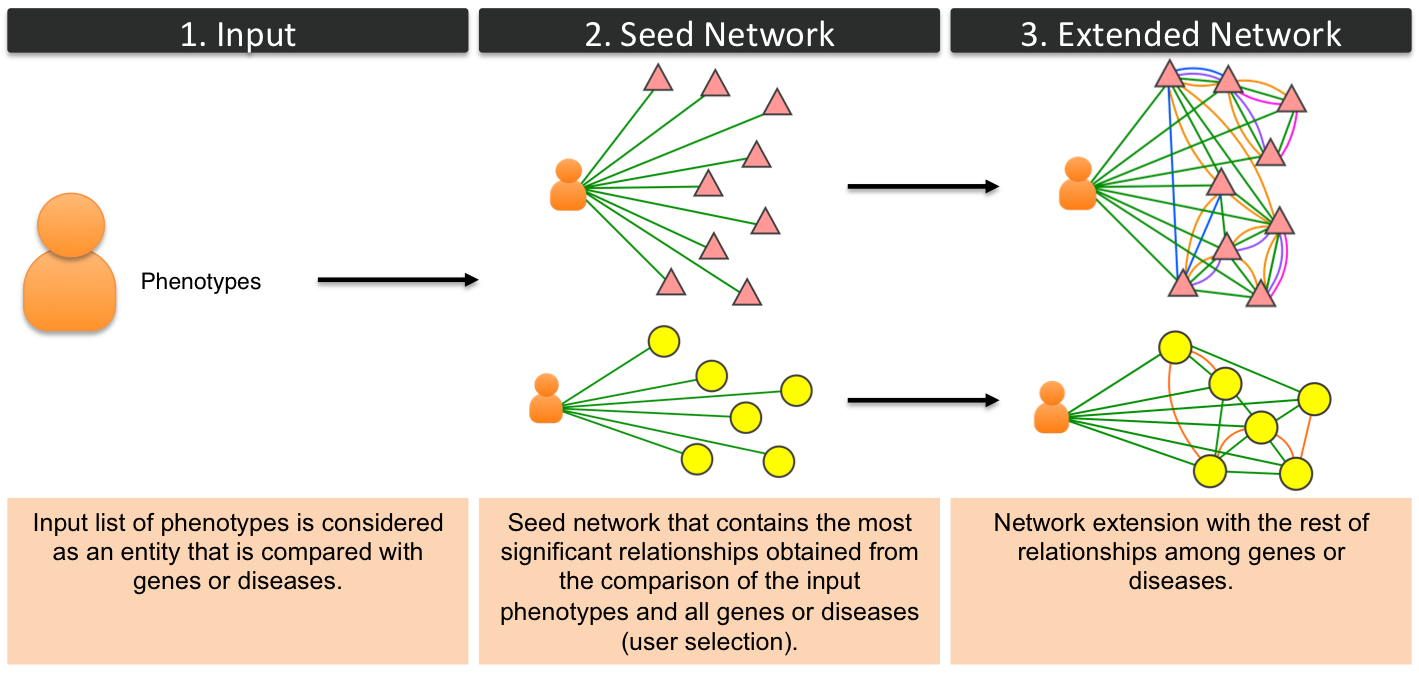 1. Input
2. Seed Network
3. Extended Network
Phenotypes
Input list of phenotypes is considered
as an entity that is compared with
genes or diseases.
Seed network that contains the most
significant relationships obtained from
the comparison of the input
phenotypes and all genes or diseases
(user selection).
Network extension with the rest of
relationships among genes or
diseases.